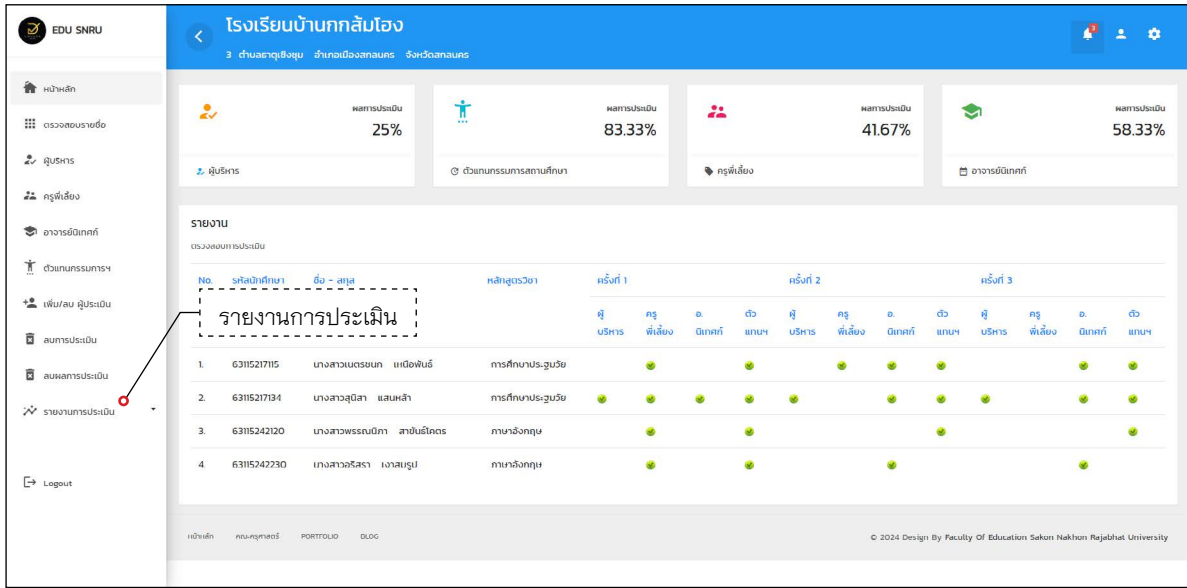 EDU SNRU
โรงเรียนบ้านกกส้มโฮง
3 ตำบลธาตุเชิงชุม อำเภอเมืองสกลนคร จังหวัดสกลนคร
3
หน้าหลัก
ตรวจสอบรายชื่อ
ผู้บริหาร
ครูพี่เลี้ยง
อาจารย์นิเทศก์
ตัวแทนกรรมการฯ
เพิ่ม/ลบ ผู้ประเมิน
ลบการประเมิน
ลบผลการประเมิน
รายงานการประเมิน
Logout
ผลการประเมิน
25%
ผู้บริหาร
ผลการประเมิน
83.33%
ตัวแทนกรรมการสถานศึกษา
ผลการประเมิน
41.67%
ครูพี่เลี้ยง
ผลการประเมิน
58.33%
อาจารย์นิเทศก์
รายงาน
ตรวจสอบการประเมิน
No. รหัสนักศึกษา ชื่อ - สกุล หลักสูตรวิชา ครั้งที่ 1 ครั้งที่ 2 ครั้งที่ 3
ผู้ ครู อ. ตัว ผู้ ครู อ. ตัว ผู้ ครู อ. ตัว
บริหาร พี่เลี้ยง นิเทศก์ แทนฯ บริหาร พี่เลี้ยง นิเทศก์ แทนฯ บริหาร พี่เลี้ยง นิเทศก์ แทนฯ
รายงานการประเมิน
1. 63115217115 นางสาวเนตรชนก เหนือพันธ์ การศึกษาประฐมวัย
2. 63115217134 นางสาวสุนิสา แสนหล้า การศึกษาประฐมวัย
3. 63115242120 นางสาวพรรณนิภา สาขันธ์โคตร ภาษาอังกฤษ
4. 63115242230 นางสาวอริสรา เงาสมรูป ภาษาอังกฤษ
หน้าหลัก คณะครุศาสตร์ PORTFOLIO BLOG
© 2024 Design By Faculty Of Education Sakon Nakhon Rajabhat University